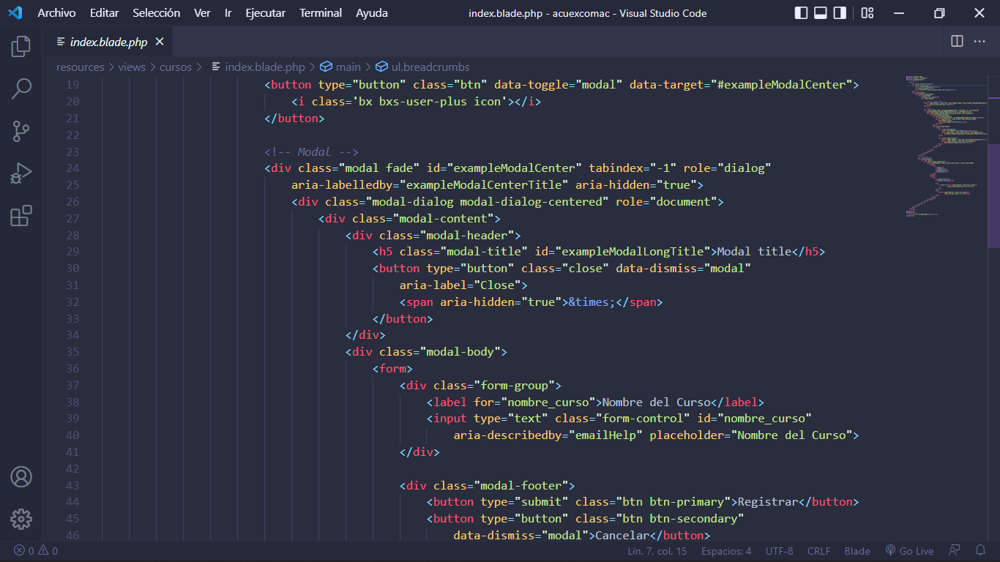 Archivo Editar Selección Ver Ir Ejecutar Terminal Ayuda index.blade.php - acuexcomac - Visual Studio Code
index.blade.php
resources > views > cursos > index.blade.php > main > ul.breadcrumbs
19 <button type="button" class="btn" data-toggle="modal" data-target="#exampleModalCenter">
20 <i class='bx bxs-user-plus icon'></i>
21 </button>
22
23 <!-- Modal -->
24 <div class="modal fade" id="exampleModalCenter" tabindex="-1" role="dialog"
25 aria-labelledby="exampleModalCenterTitle" aria-hidden="true">
26 <div class="modal-dialog modal-dialog-centered" role="document">
27 <div class="modal-content">
28 <div class="modal-header">
29 <h5 class="modal-title" id="exampleModalLongTitle">Modal title</h5>
30 <button type="button" class="close" data-dismiss="modal"
31 aria-label="Close">
32 <span aria-hidden="true">&times;</span>
33 </button>
34 </div>
35 <div class="modal-body">
36 <form>
37 <div class="form-group">
38 <label for="nombre_curso">Nombre del Curso</label>
39 <input type="text" class="form-control" id="nombre_curso"
40 aria-describedby="emailHelp" placeholder="Nombre del Curso">
41 </div>
42
43 <div class="modal-footer">
44 <button type="submit" class="btn btn-primary">Registrar</button>
45 <button type="button" class="btn btn-secondary"
46 data-dismiss="modal">Cancelar</button>
0 0 Lín. 7, col. 15 Espacios: 4 UTF-8 CRLF Blade Go Live